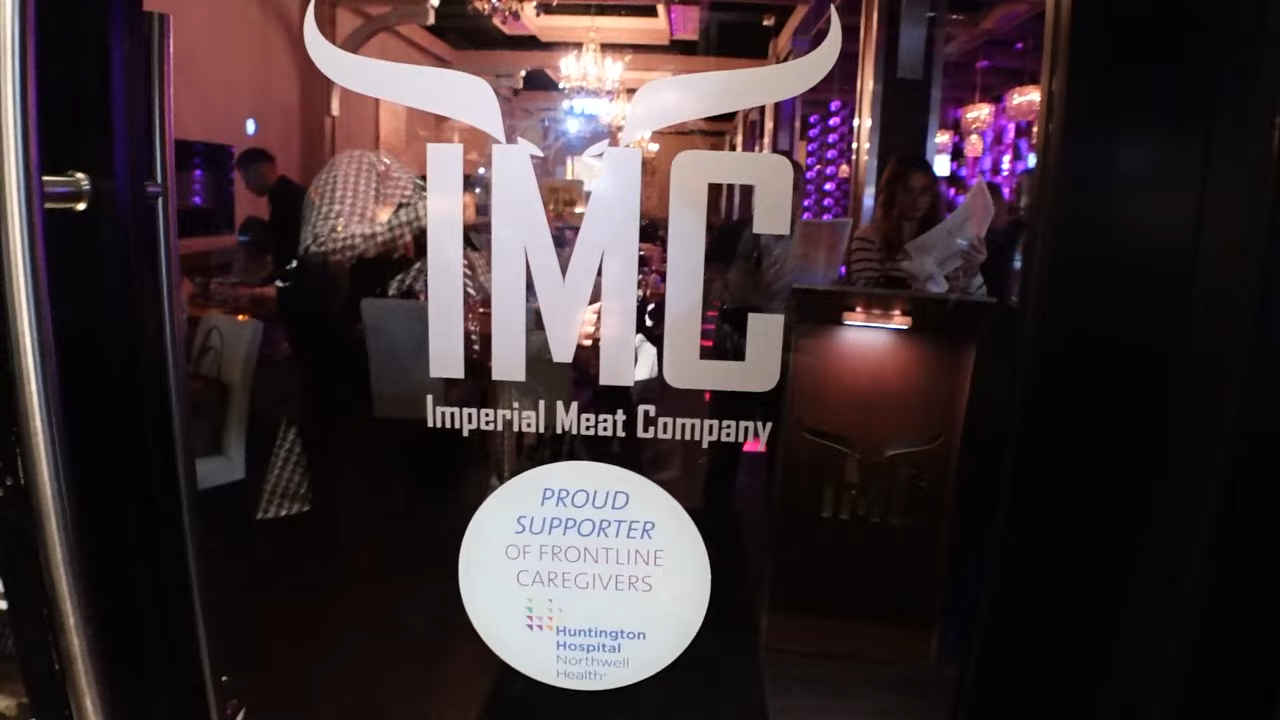 IMC
Imperial Meat Company
PROUD
SUPPORTER
OF FRONTLINE
CAREGIVERS
Huntington
Hospital
Northwell
Health